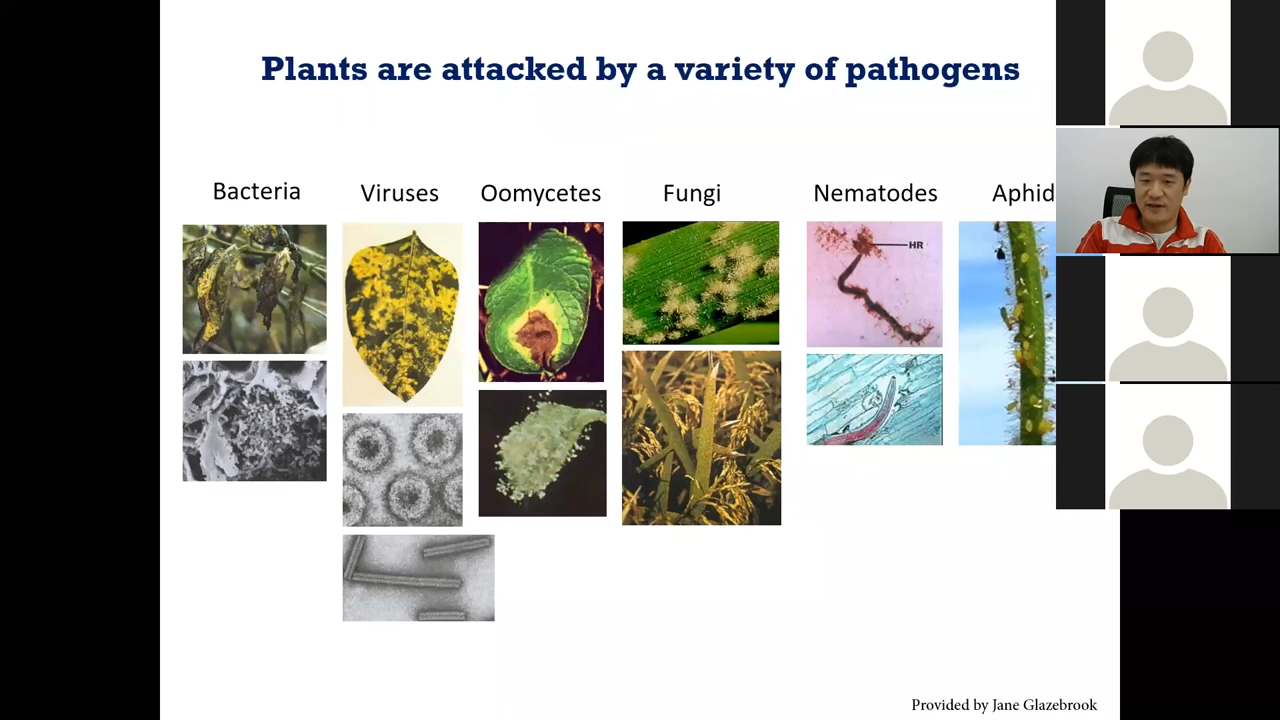 Plants are attacked by a variety of pathogens
Bacteria
Viruses
Oomycetes
Fungi
Nematodes
Aphid
HR
Provided by Jane Glazebrook